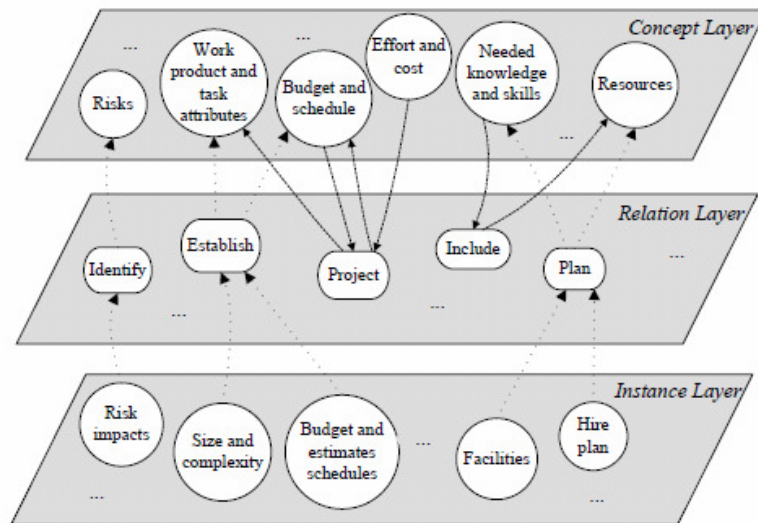 Concept Layer
...
...
Work
product and
task
attributes
Effort and
cost
Needed
knowledge
and skills
Budget and
schedule
Resources
Risks
...
Relation Layer
Establish
Include
Identify
Project
Plan
...
...
...
Instance Layer
Risk
impacts
Size and
complexity
Budget and
estimates
schedules
...
Facilities
Hire
plan
...
...